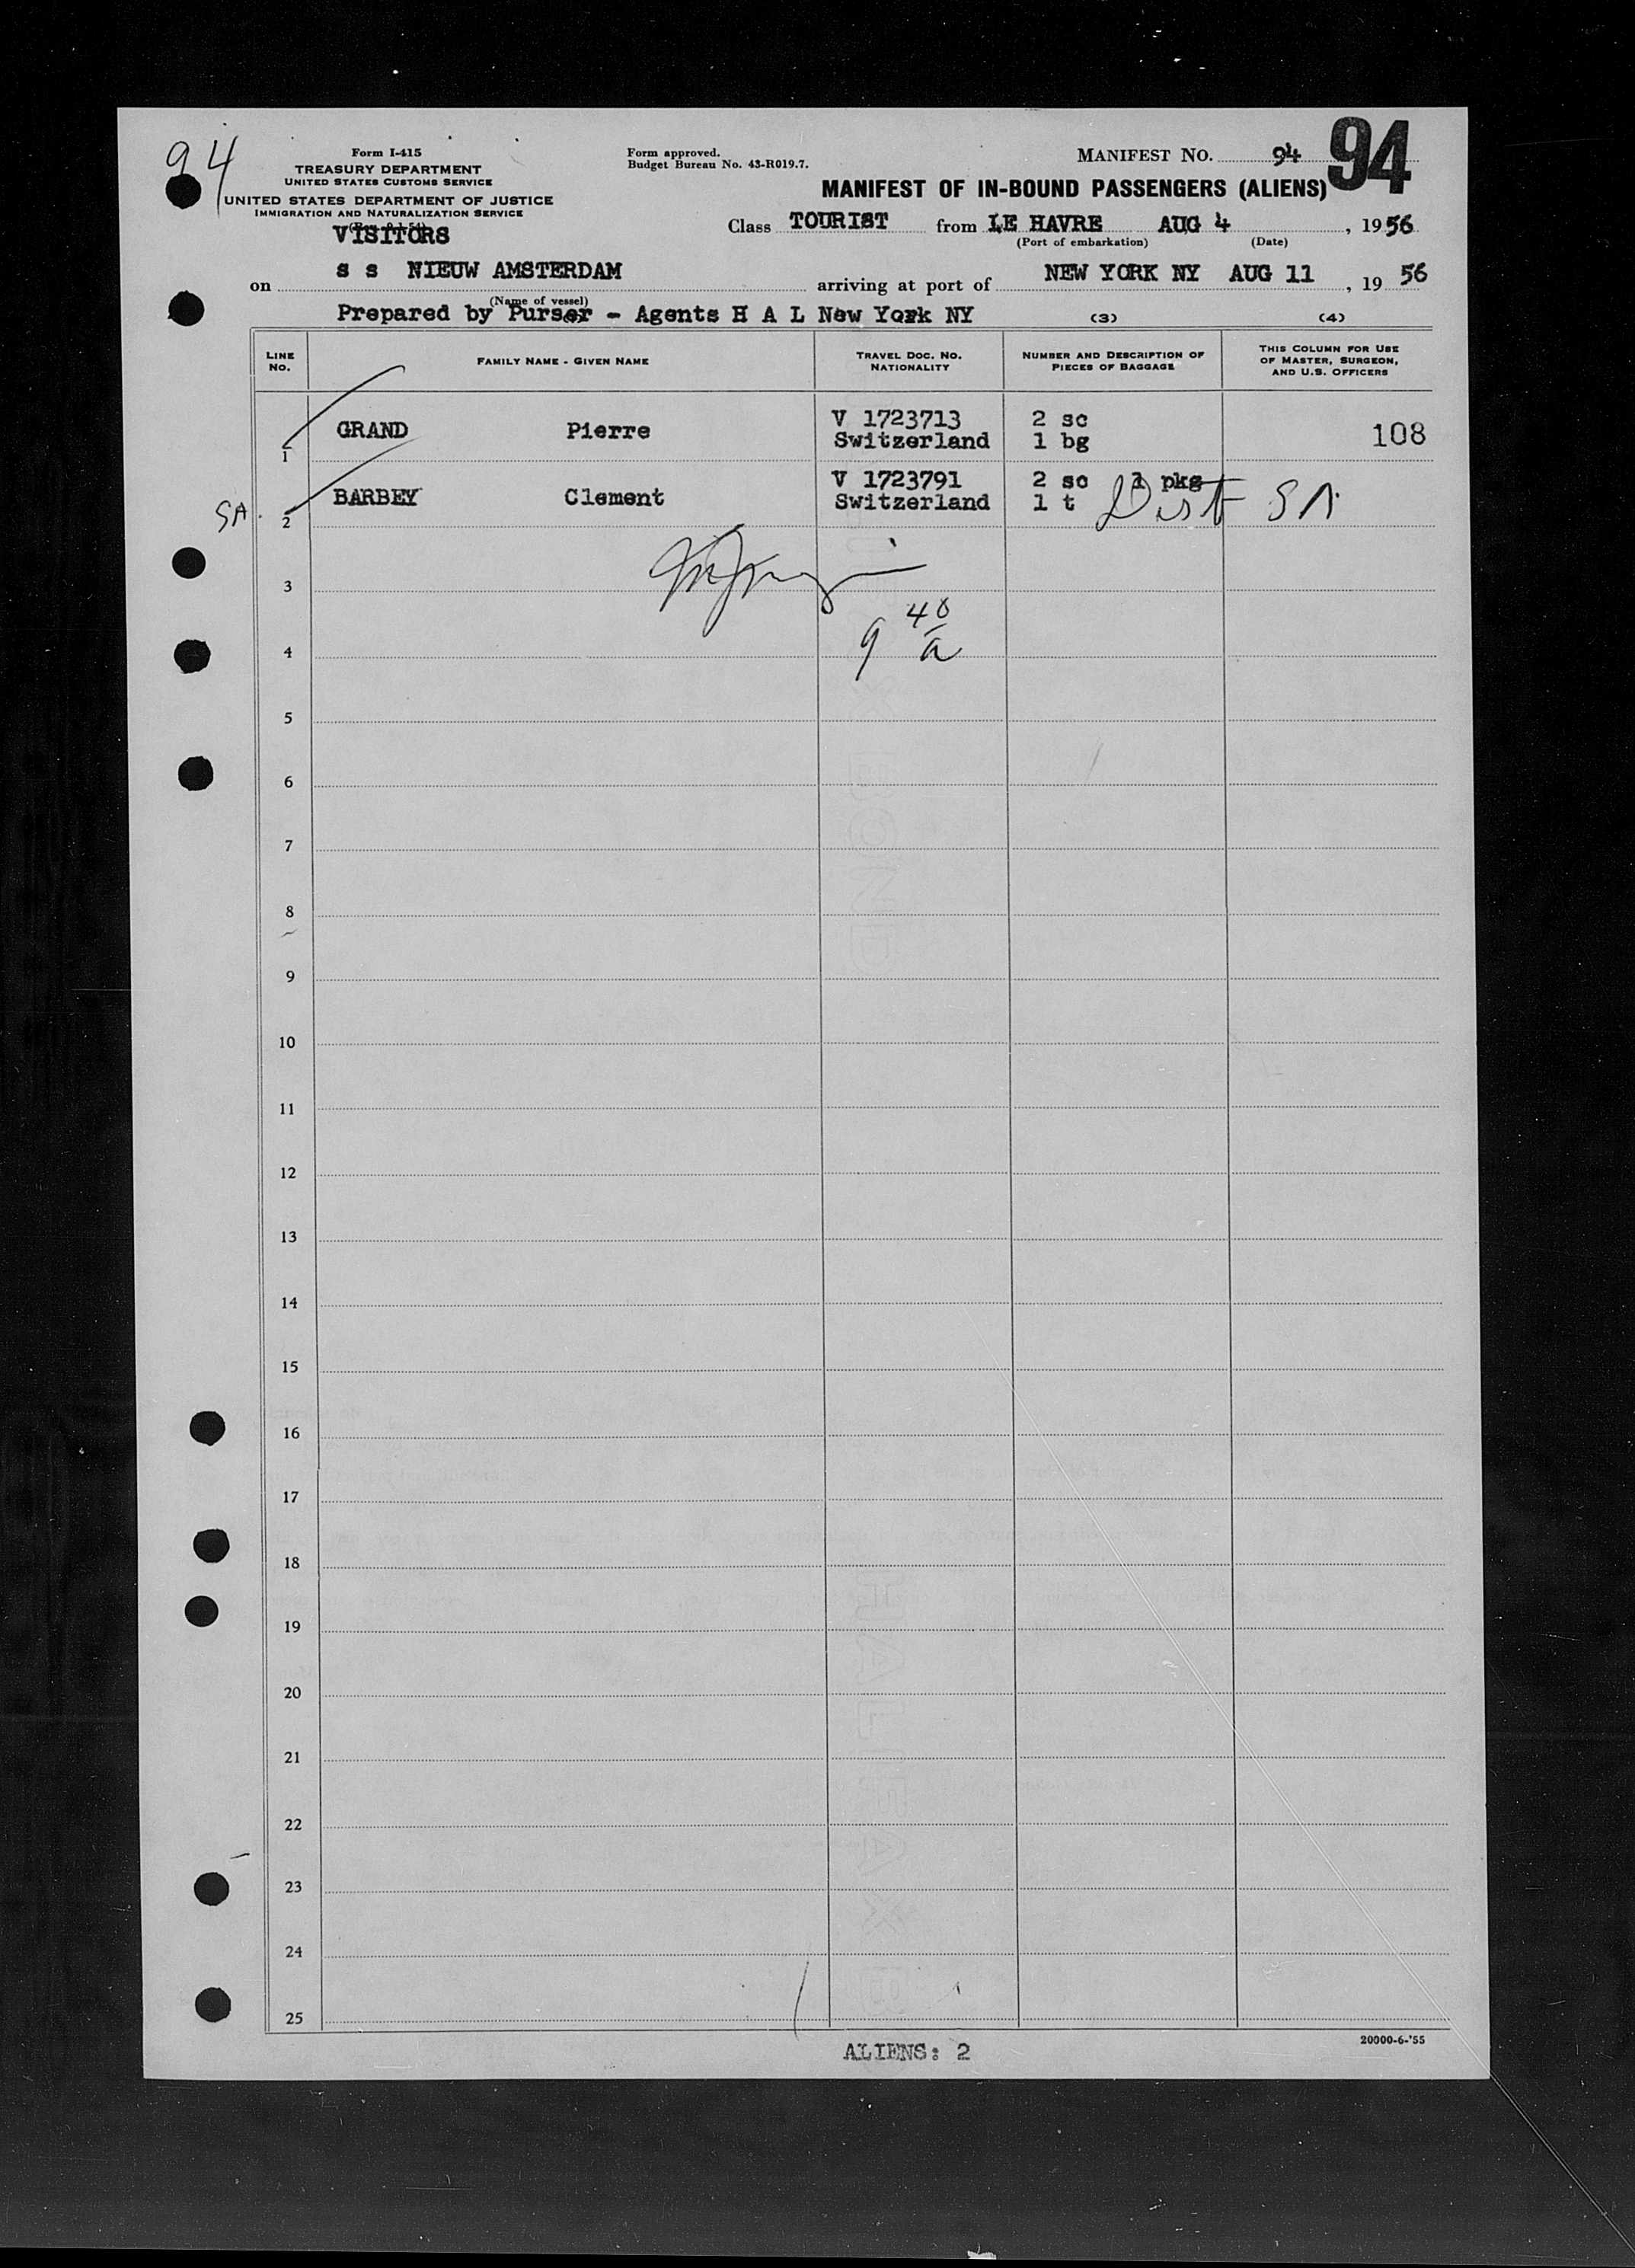 94
Form I-415
TREASURY DEPARTMENT
UNITED STATES CUSTOMS SERVICE
UNITED STATES DEPARTMENT OF JUSTICE
IMMIGRATION AND NATURALIZATION SERVICE
VISITORS
Form approved.
Budget Bureau No. 43-R019.7.
MANIFEST NO. 94 94
MANIFEST OF IN-BOUND PASSENGERS (ALIENS)
Class TOURIST from LE HAVRE AUG 4, 1956
(Port of embarkation) (Date)
on s s NIEUW AMSTERDAM arriving at port of NEW YORK NY AUG 11, 19 56
(Name of vessel)
Prepared by Purser - Agents H A L New York NY (3) (4)
LINE NO. FAMILY NAME - GIVEN NAME TRAVEL DOC. NO. NATIONALITY NUMBER AND DESCRIPTION OF PIECES OF BAGGAGE THIS COLUMN FOR USE OF MASTER, SURGEON, AND U.S. OFFICERS
V 1723713 2 sc
1 GRAND Pierre Switzerland 1 bg 108
V 1723791 2 sc 1 pkg
SA 2 BARBEY Clement Switzerland 1 t Dist SA
3
9 40 a
4
5
6
7
8
9
10
11
12
13
14
15
16
17
18
19
20
21
22
23
24
25
ALIENS: 2
20000-6-'55